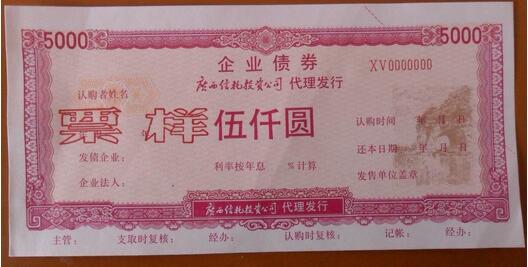 5000 5000
企业债券
XV0000000
广西信托投资公司 代理发行
认购者姓名
票样 伍仟圆
认购时间 年 月 日
发债企业：
还本日期 年 月 日
利率按年息 %计算
企业法人：
发售单位盖章
广西信托投资公司 代理发行
主管： 支取时复核： 经办： 认购时复核： 记帐： 经办：